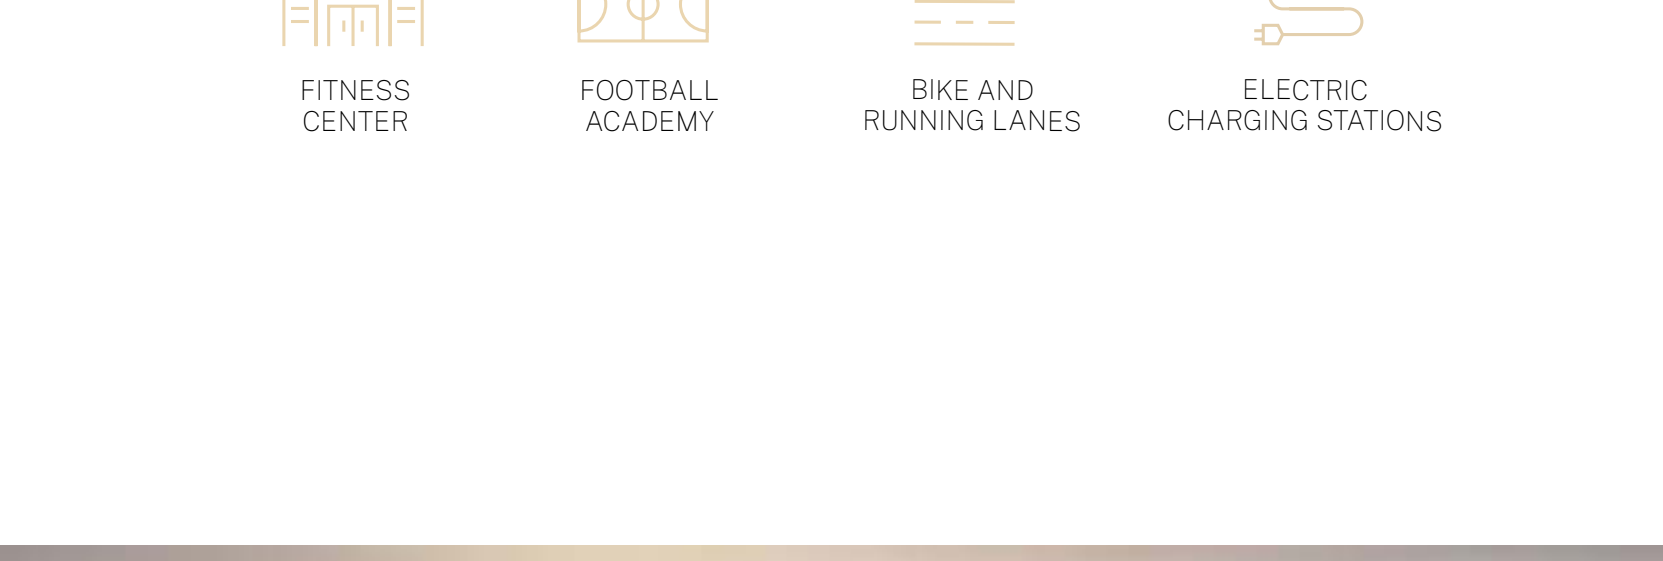 FITNESS
CENTER
FOOTBALL
ACADEMY
BIKE AND
RUNNING LANES
ELECTRIC
CHARGING STATIONS